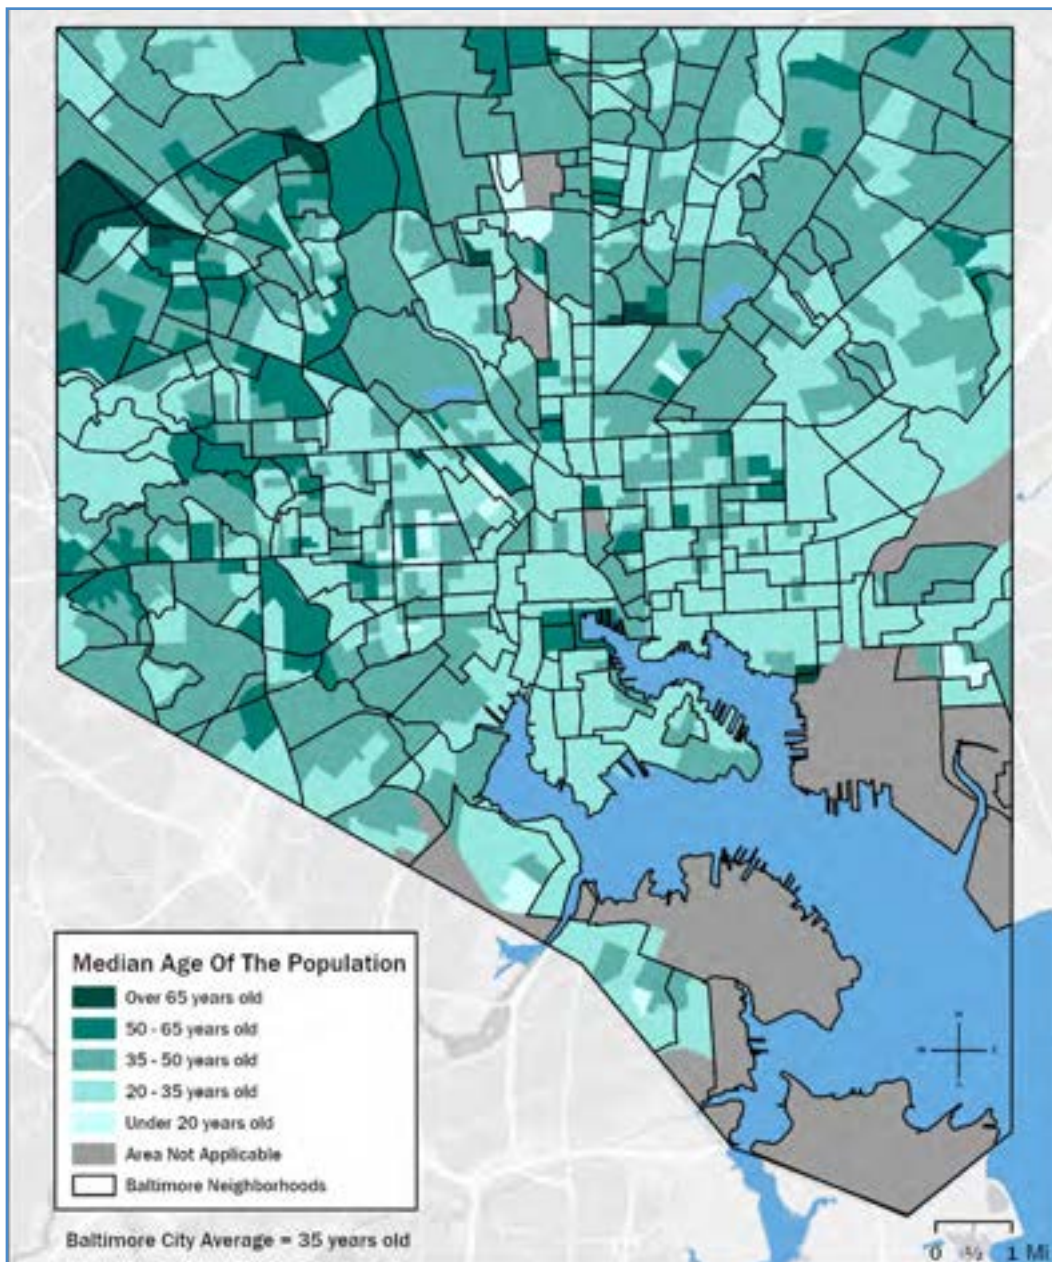 Median Age Of The Population
Over 65 years old
50 - 65 years old
35 - 50 years old
20 - 35 years old
Under 20 years old
Area Not Applicable
Baltimore Neighborhoods
Baltimore City Average = 35 years old
0 ½ 1 Mi